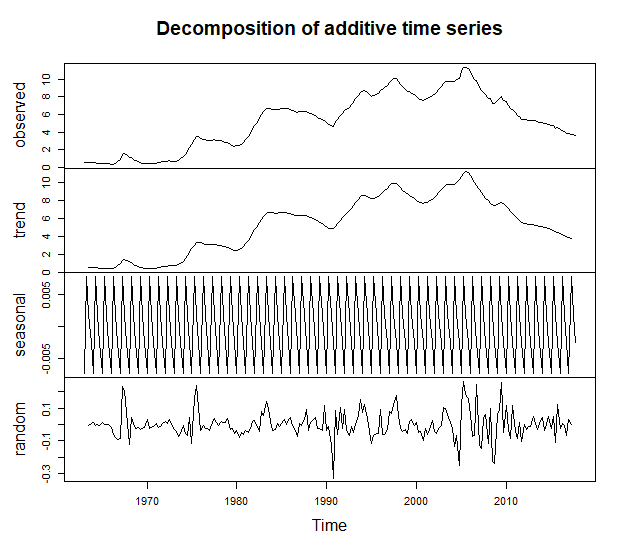 Decomposition of additive time series
observed
0 2 4 6 8 10
trend
0 2 4 6 8 10
seasonal
-0.005 0.005
random
-0.3 -0.1 0.1
1970 1980 1990 2000 2010
Time